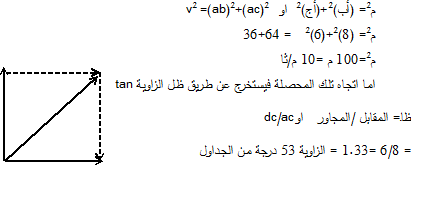 م²= (أب)²+(أج)² او v² =(ab)²+(ac)²
م²= (8)²+(6)² = 64+36
م²=100 م =10 م/ثا
اما اتجاه تلك المحصلة فيستخرج عن طريق ظل الزاوية tan
ظا= المقابل /المجاور او dc/ac
= 6/8 =1.33 = الزاوية 53 درجة من الجداول